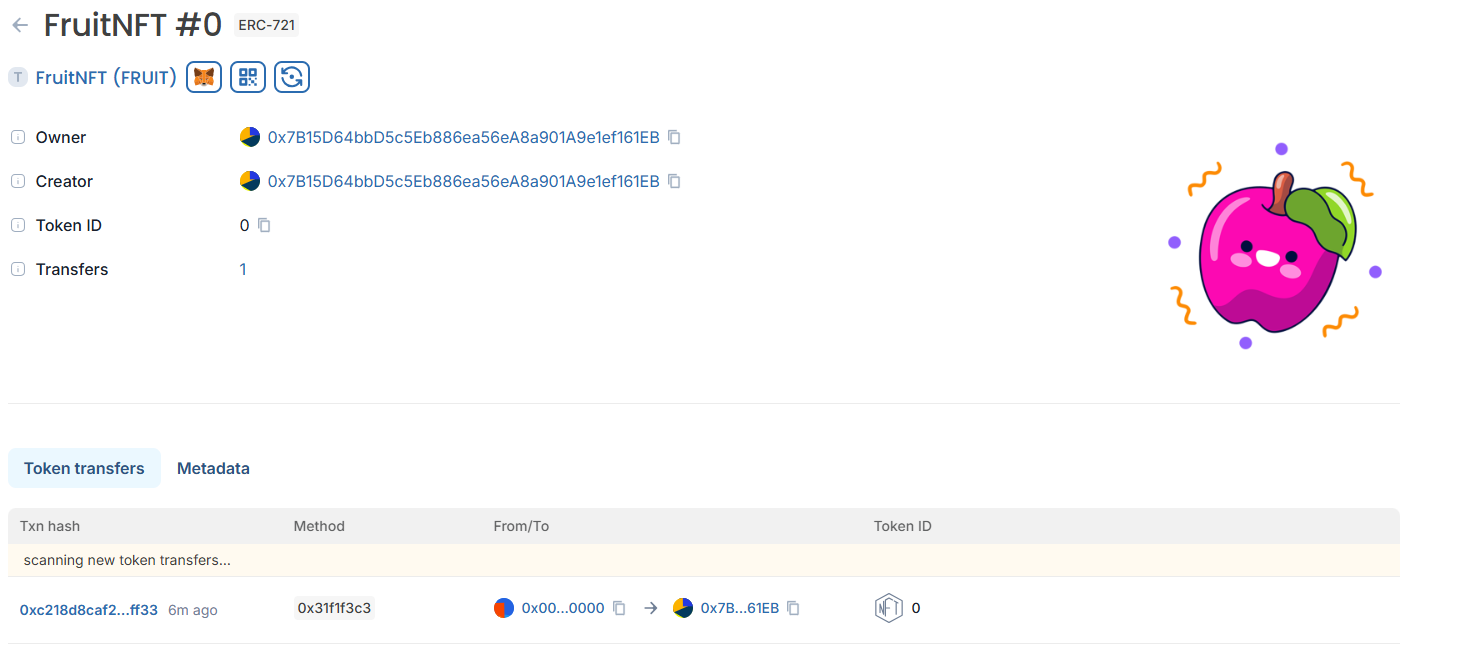 FruitNFT #0 ERC-721
T FruitNFT (FRUIT)
Owner 0x7B15D64bbD5c5Eb886ea56eA8a901A9e1ef161EB
Creator 0x7B15D64bbD5c5Eb886ea56eA8a901A9e1ef161EB
Token ID 0
Transfers 1
Token transfers Metadata
Txn hash Method From/To Token ID
scanning new token transfers...
0xc218d8caf2...ff33 6m ago 0x31f1f3c3 0x00...0000 → 0x7B...61EB NFT 0